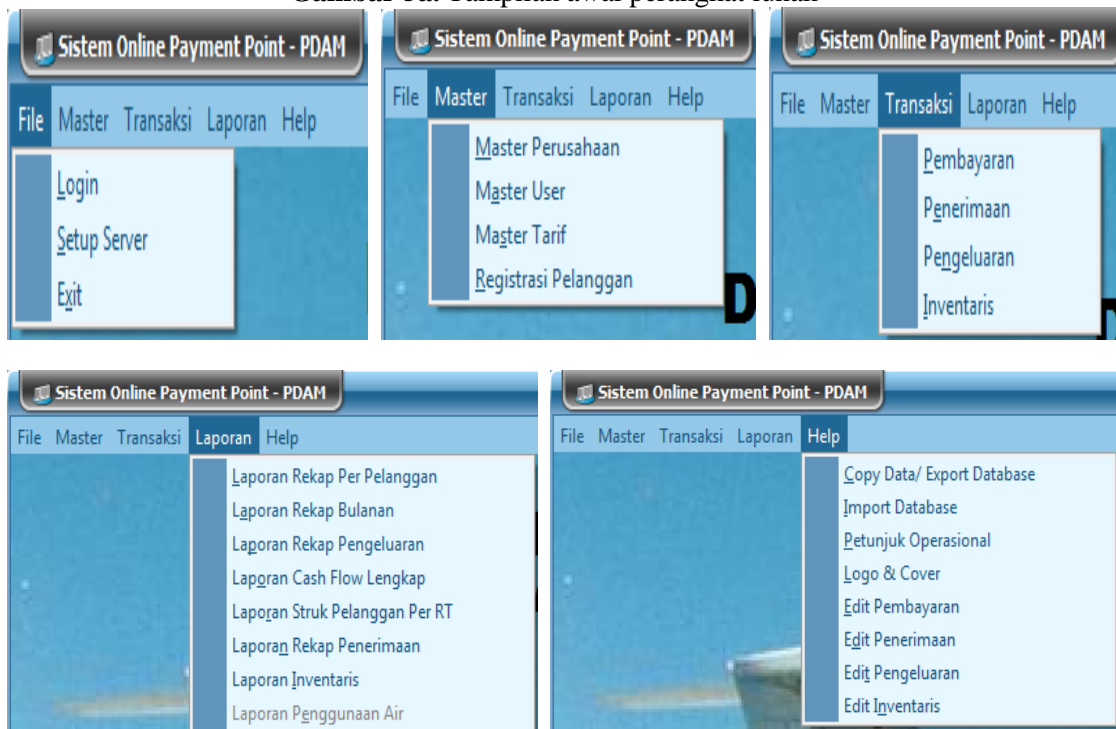 Sistem Online Payment Point - PDAM
File Master Transaksi Laporan Help
Login
Setup Server
Exit
Sistem Online Payment Point - PDAM
File Master Transaksi Laporan Help
Master Perusahaan
Master User
Master Tarif
Registrasi Pelanggan
Sistem Online Payment Point - PDAM
File Master Transaksi Laporan Help
Pembayaran
Penerimaan
Pengeluaran
Inventaris
Sistem Online Payment Point - PDAM
File Master Transaksi Laporan Help
Laporan Rekap Per Pelanggan
Laporan Rekap Bulanan
Laporan Rekap Pengeluaran
Laporan Cash Flow Lengkap
Laporan Struk Pelanggan Per RT
Laporan Rekap Penerimaan
Laporan Inventaris
Laporan Penggunaan Air
Sistem Online Payment Point - PDAM
File Master Transaksi Laporan Help
Copy Data/ Export Database
Import Database
Petunjuk Operasional
Logo & Cover
Edit Pembayaran
Edit Penerimaan
Edit Pengeluaran
Edit Inventaris